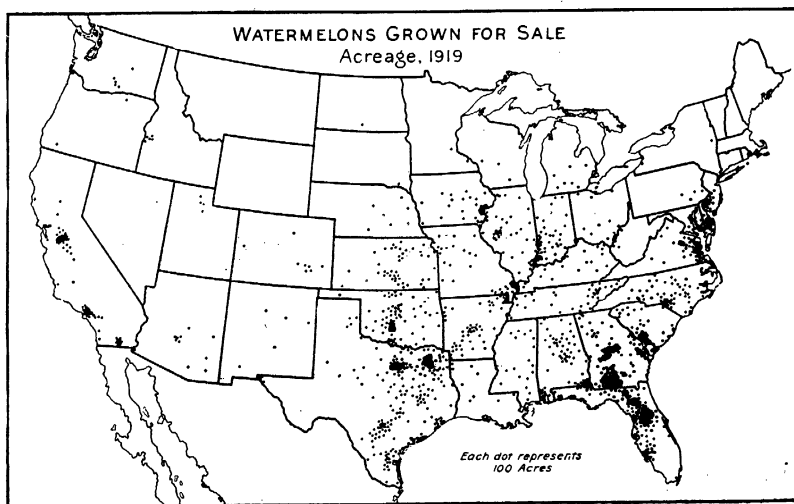 WATERMELONS GROWN FOR SALE
Acreage, 1919
Each dot represents
100 Acres